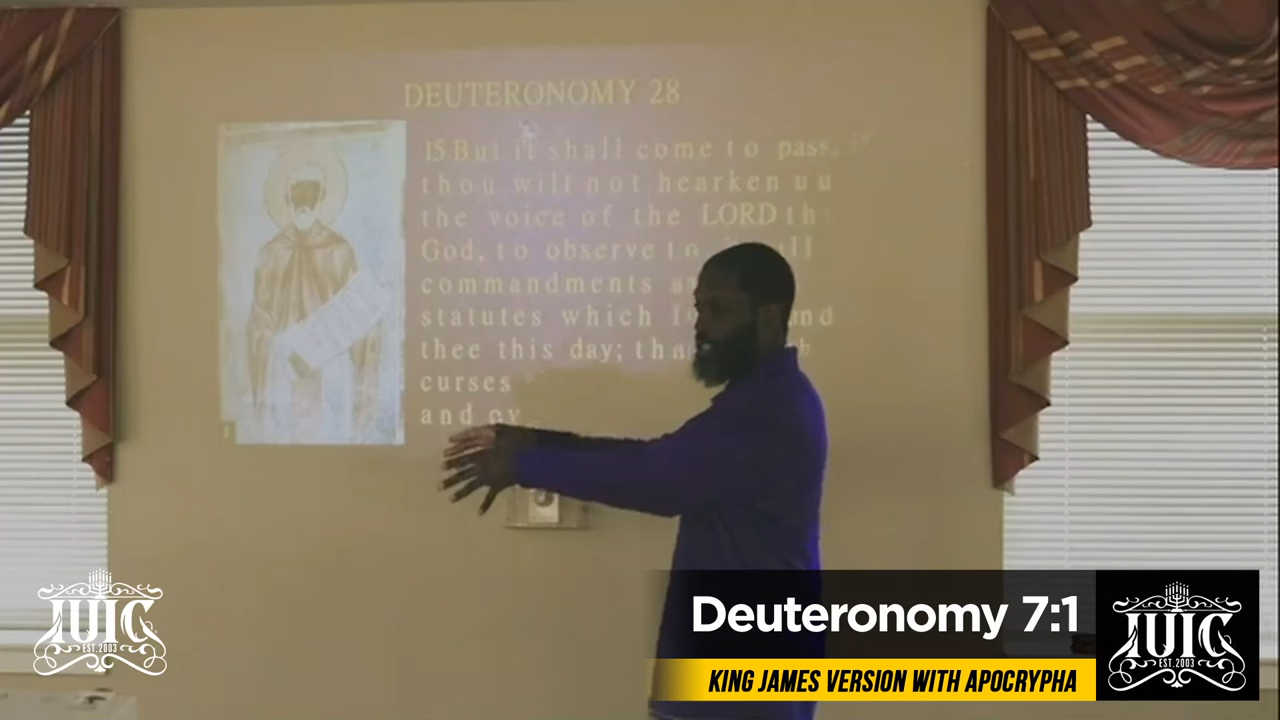 DEUTERONOMY 28
15 But it shall come to pass, if
thou wilt not hearken
the voice of the LORD
God, to observe to
commandments
statutes which
thee this day;
curses
and
Deuteronomy 7:1
KING JAMES VERSION WITH APOCRYPHA
IUIC
EST. 2003
IUIC
EST. 2003